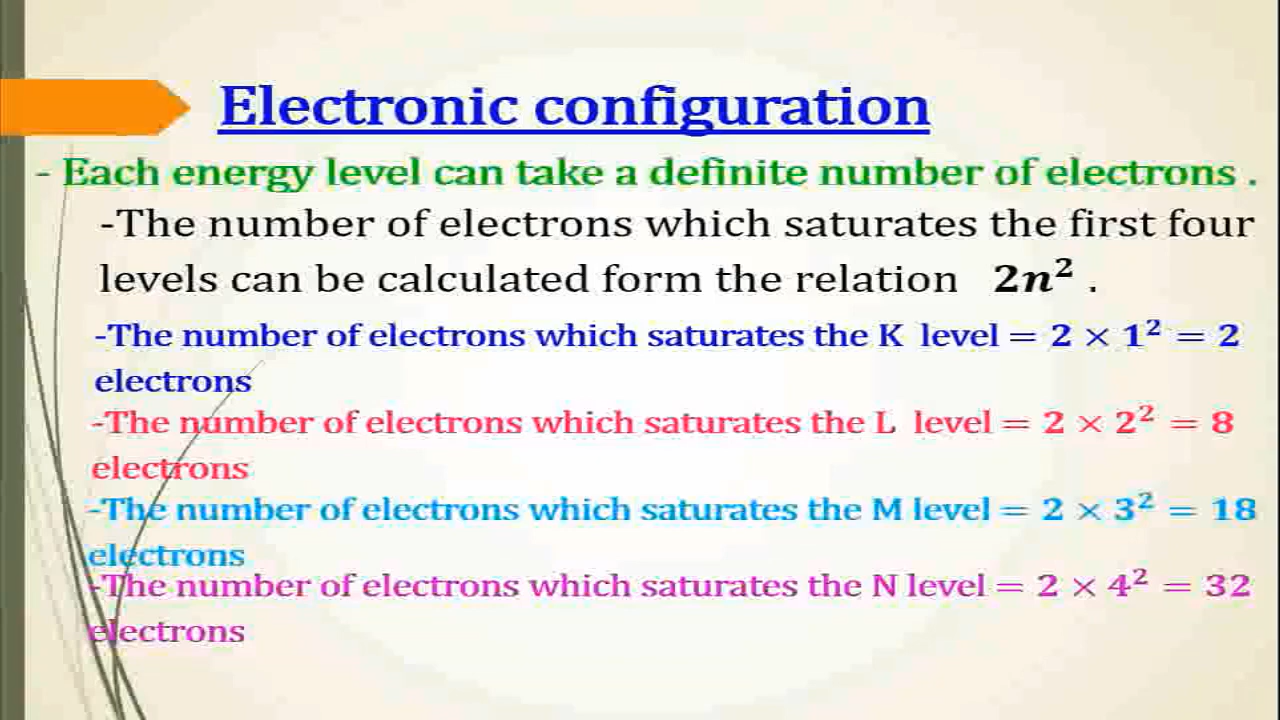 Electronic configuration
- Each energy level can take a definite number of electrons .
-The number of electrons which saturates the first four
levels can be calculated form the relation 2n² .
-The number of electrons which saturates the K level = 2 × 1² = 2
electrons
-The number of electrons which saturates the L level = 2 × 2² = 8
electrons
-The number of electrons which saturates the M level = 2 × 3² = 18
electrons
-The number of electrons which saturates the N level = 2 × 4² = 32
electrons